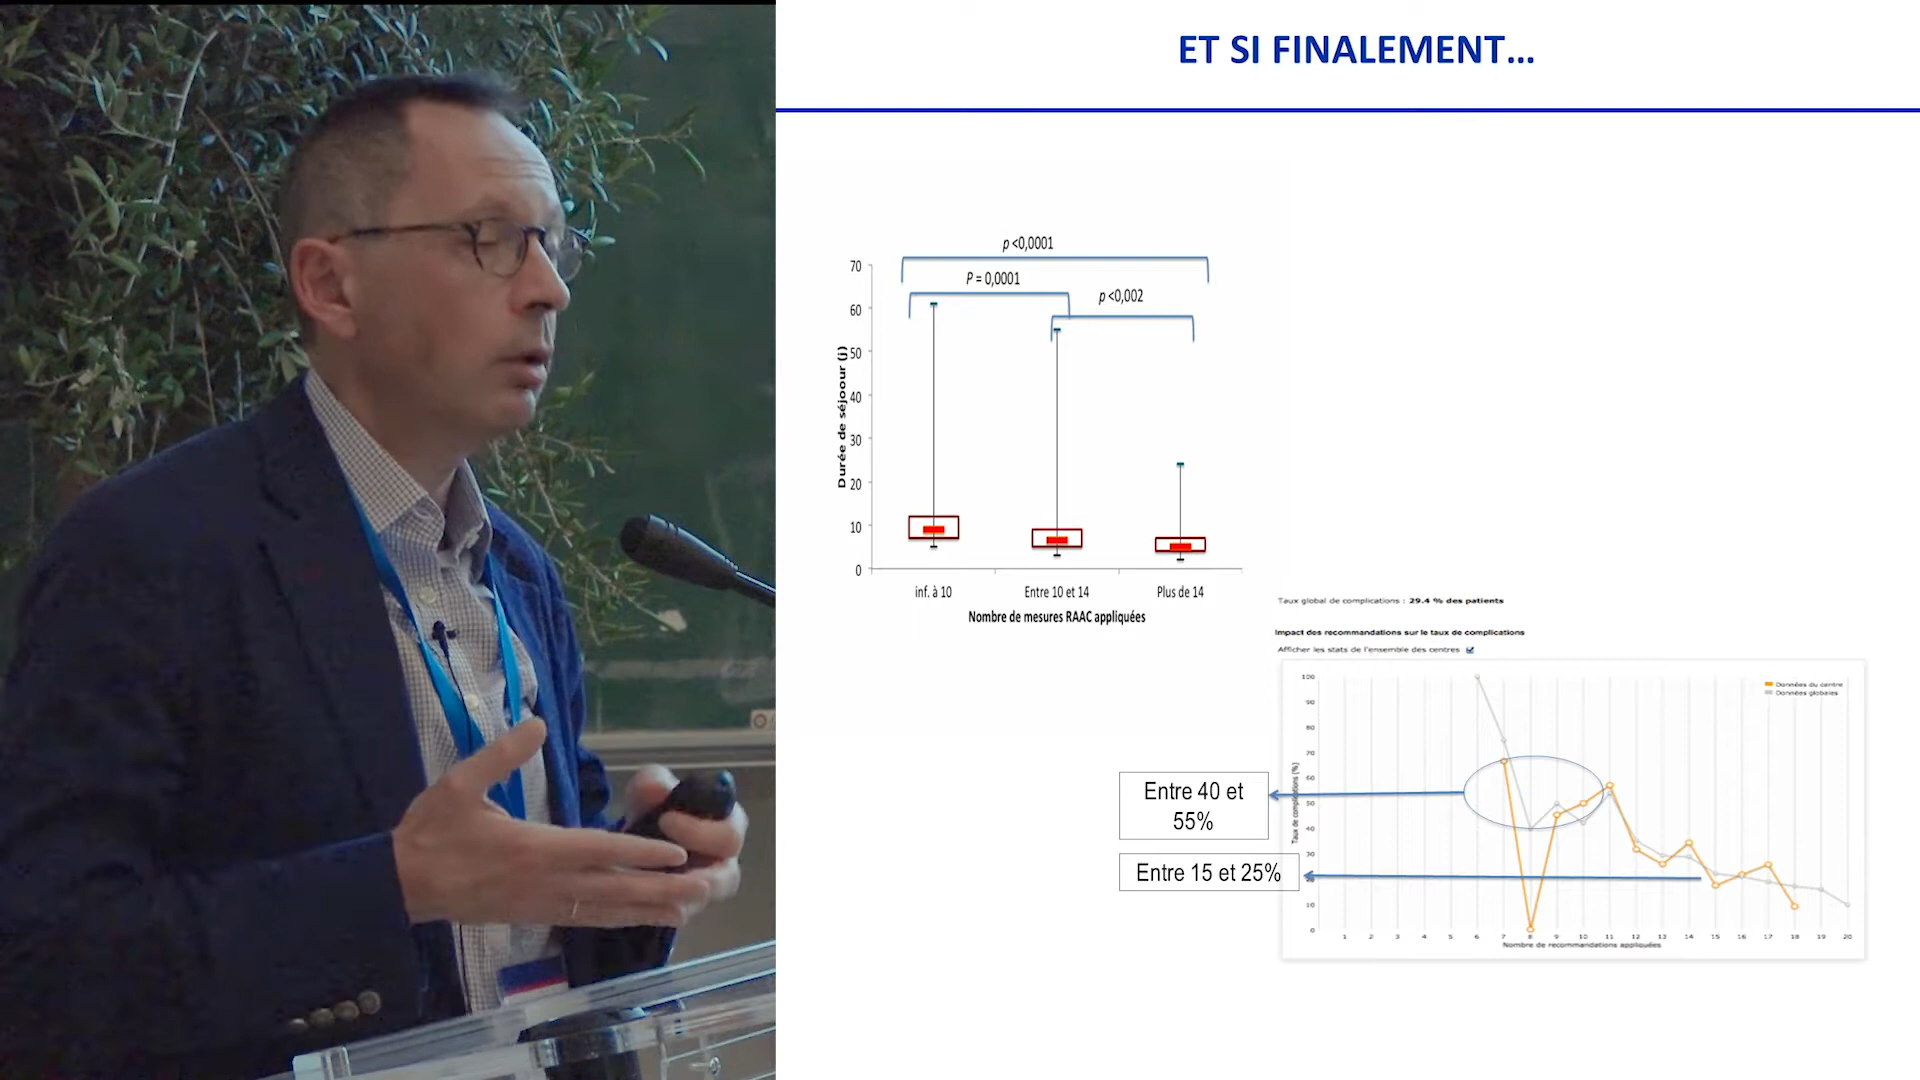 ET SI FINALEMENT...
p <0,0001
P = 0,0001
p <0,002
70
60
50
40
30
20
10
0
Durée de séjoour (j)
inf. à 10
Entre 10 et 14
Plus de 14
Nombre de mesures RAAC appliquées
Taux global de complications : 29.4 % des patients
Impact des recommandations sur le taux de complications
Afficher les stats de l'ensemble des centres
Données du centre
Données globales
100
90
80
70
60
50
40
30
10
0
Taux de complications (%)
1 2 3 4 5 6 7 8 9 10 11 12 13 14 15 16 17 18 19 20
Nombre de recommandations appliquées
Entre 40 et
55%
Entre 15 et 25%